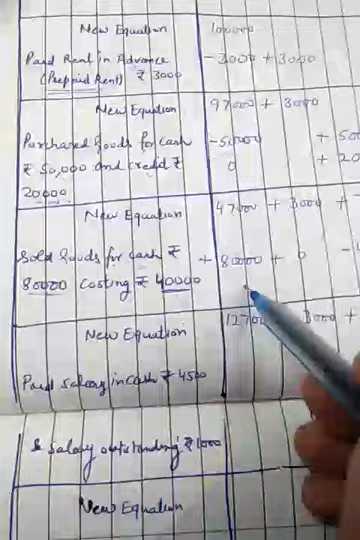 New Equation 100000
Paid Rent in Advance - 3000 + 3000
(Prepaid Rent) ₹ 3000
New Equation 97000 + 3000
Purchased Goods for cash - 50000 + 500
₹ 50,000 and credit ₹ 0 + 20
20000
New Equation 47000 + 3000 +
Sold Goods for cash ₹ + 80000 + 0 -
80000 costing ₹ 40000
New Equation 12700 3000 +
Paid salary in cash ₹ 4500
& Salary outstanding ₹ 1000
New Equation